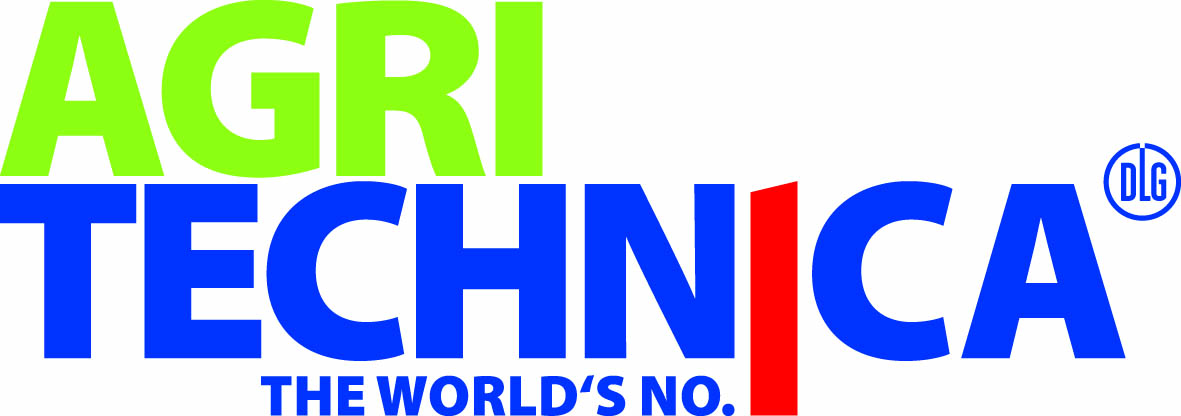 AGRI
TECHNICA
DLG
THE WORLD‘S NO.